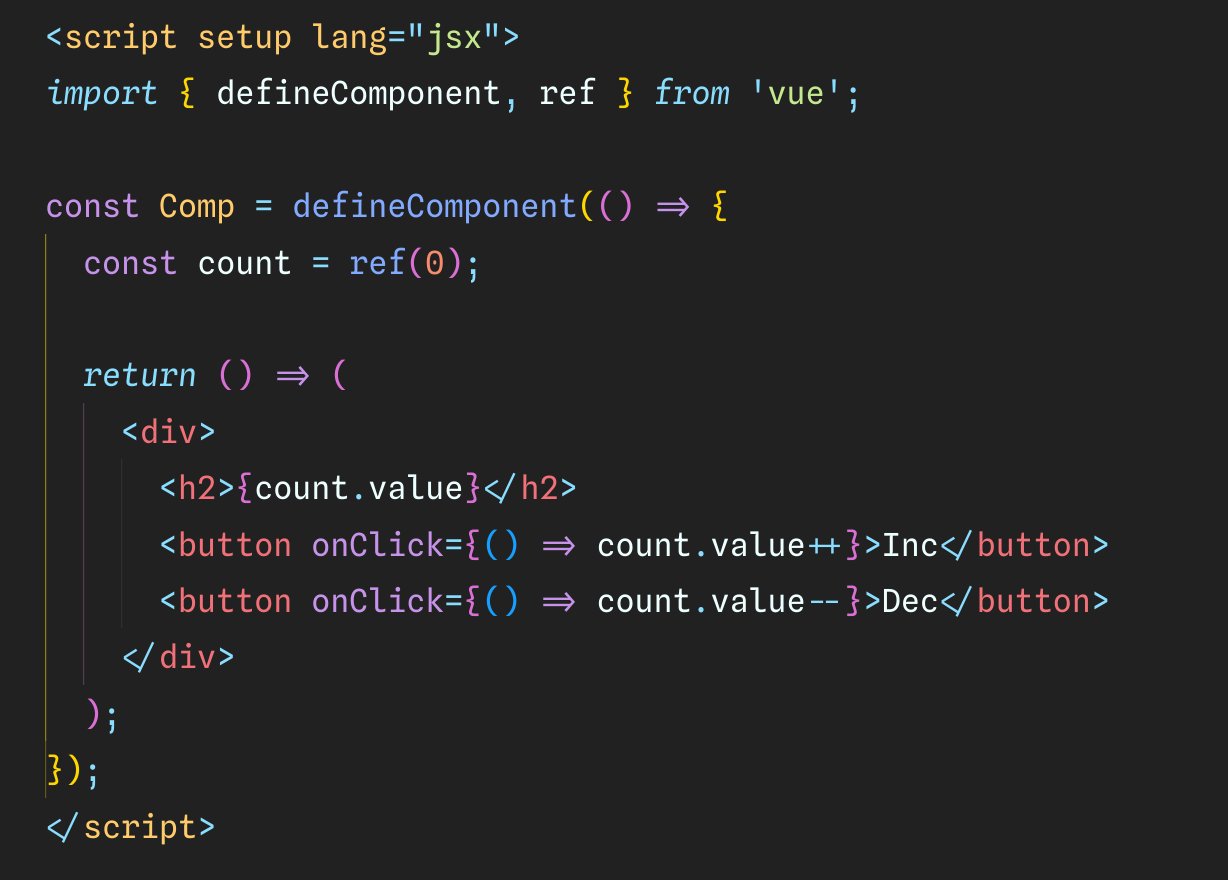 <script setup lang="jsx">
import { defineComponent, ref } from 'vue';
const Comp = defineComponent(() => {
const count = ref(0);
return () => (
<div>
<h2>{count.value}</h2>
<button onClick={() => count.value++}>Inc</button>
<button onClick={() => count.value--}>Dec</button>
</div>
);
});
</script>